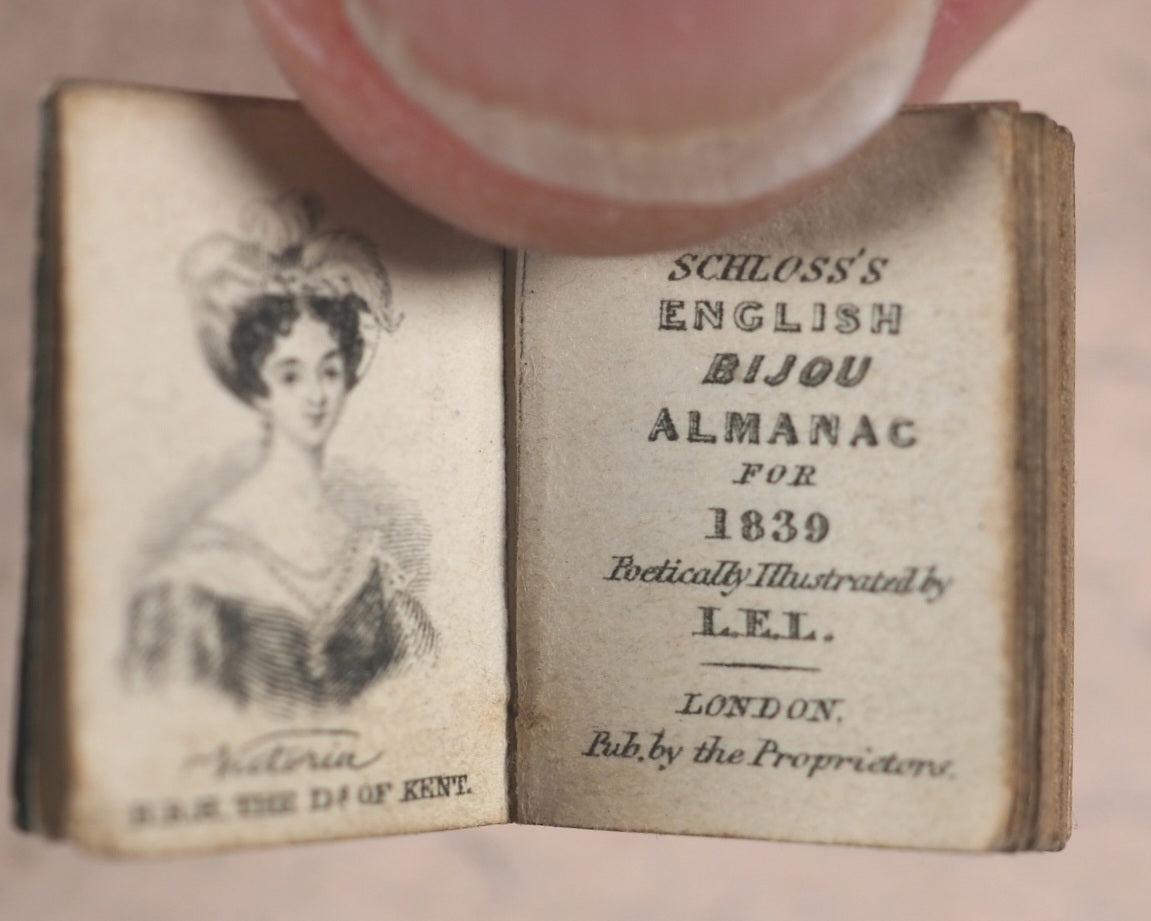 Victoria
H.R.H. THE Ds OF KENT.
SCHLOSS'S
ENGLISH
BIJOU
ALMANAC
FOR
1839
Poetically Illustrated by
L.E.L.
LONDON.
Pub. by the Proprietors.